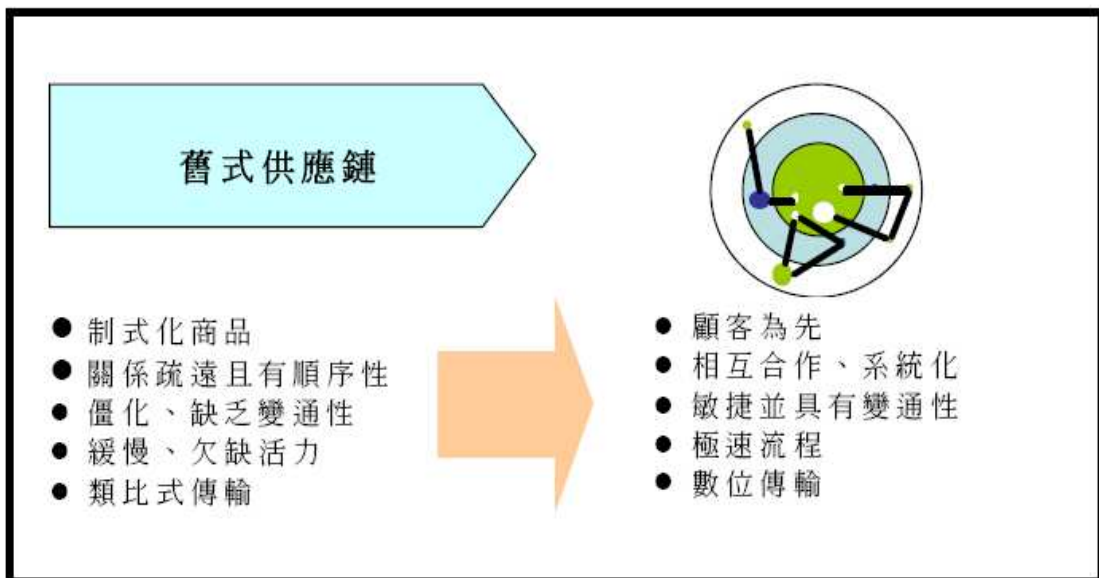 舊式供應鏈
● 制式化商品
● 關係疏遠且有順序性
● 僵化、缺乏變通性
● 緩慢、欠缺活力
● 類比式傳輸
● 顧客為先
● 相互合作、系統化
● 敏捷並具有變通性
● 極速流程
● 數位傳輸